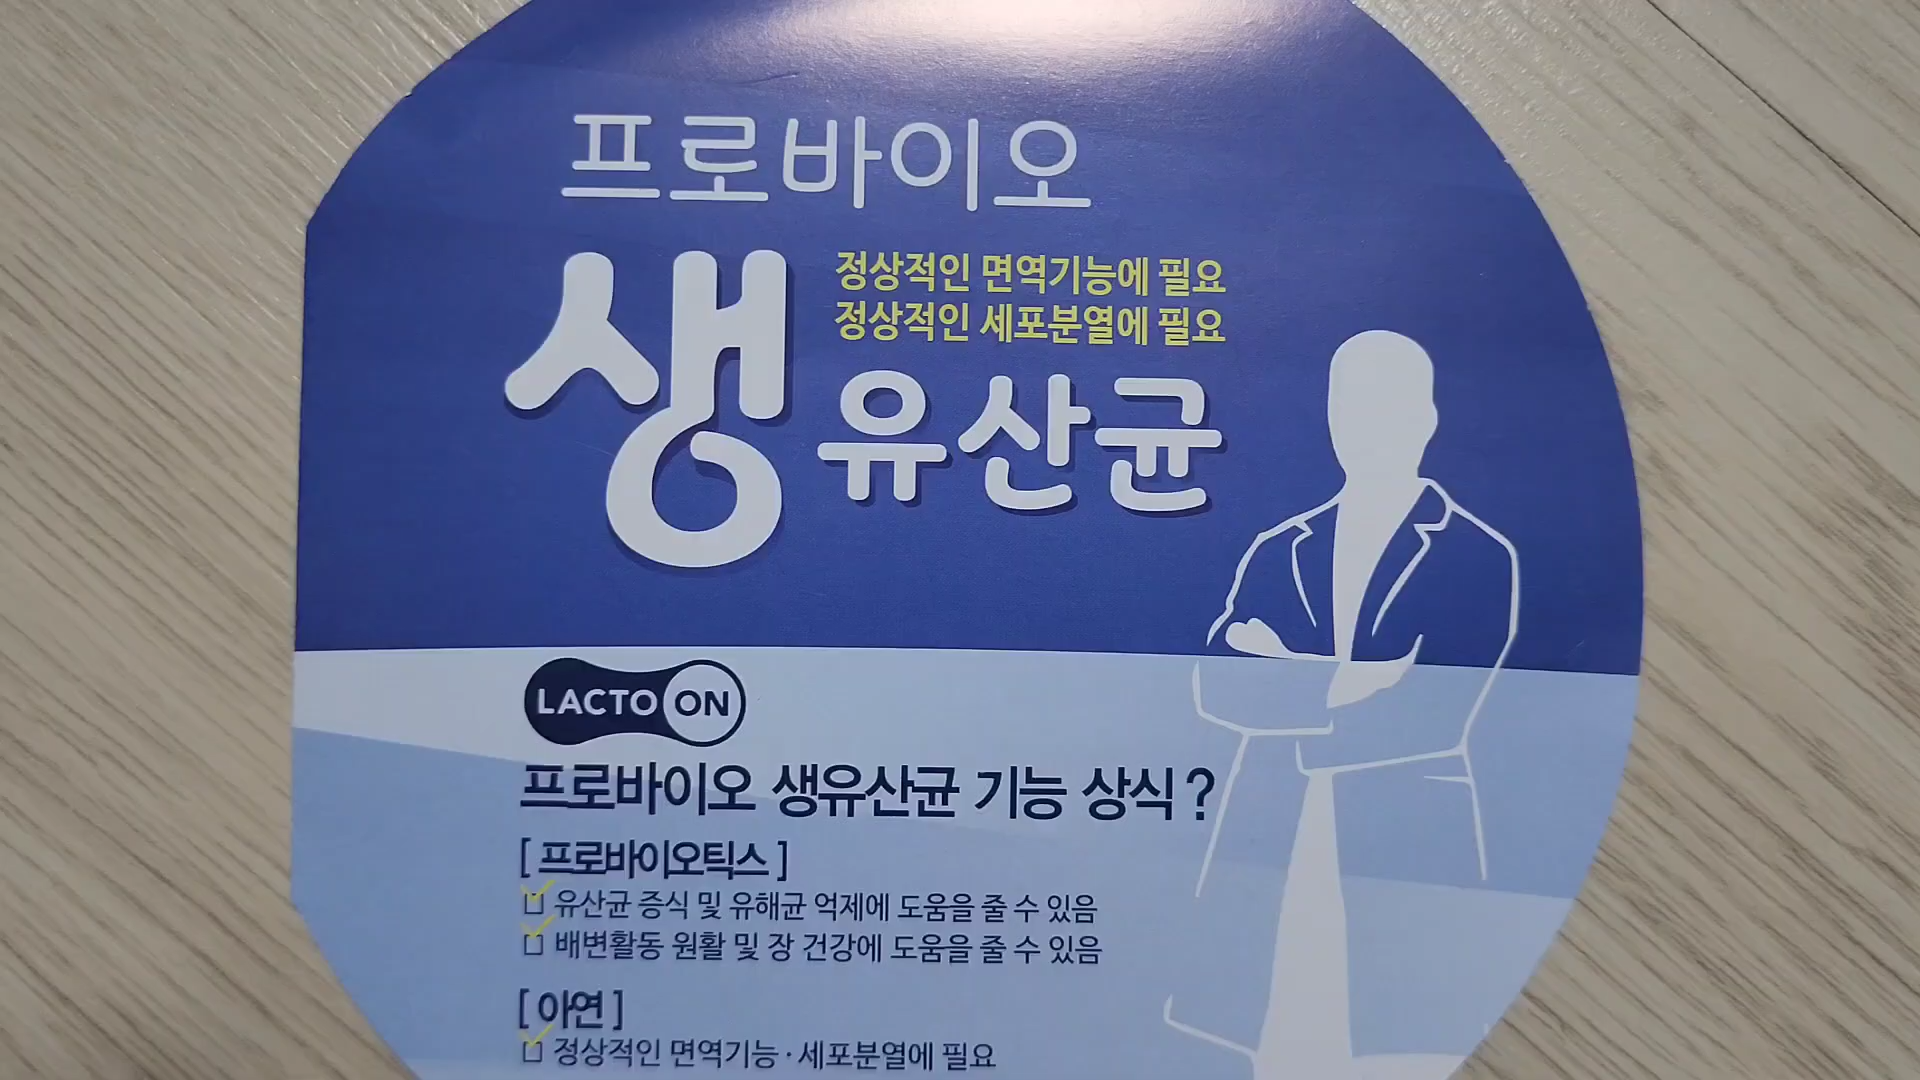 프로바이오
생유산균
정상적인 면역기능에 필요
정상적인 세포분열에 필요
LACTO ON
프로바이오 생유산균 기능 상식?
[ 프로바이오틱스 ]
유산균 증식 및 유해균 억제에 도움을 줄 수 있음
배변활동 원활 및 장 건강에 도움을 줄 수 있음
[ 아연 ]
정상적인 면역기능·세포분열에 필요